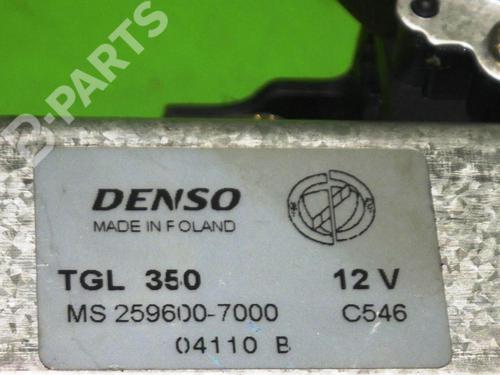 B-PARTS
DENSO
MADE IN POLAND
TGL 350 12 V
MS 259600-7000 C546
04110 B